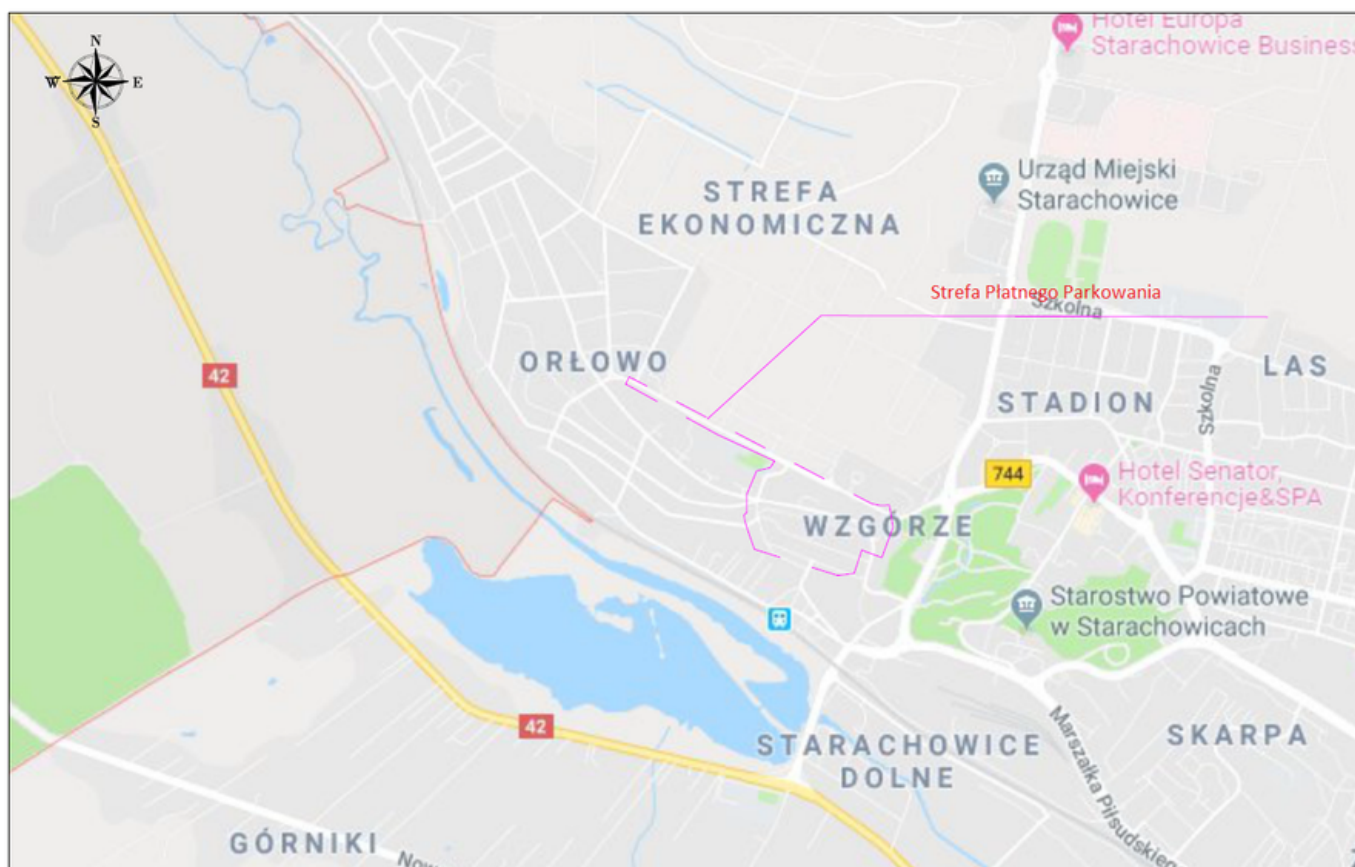 N
W E
S
Hotel Europa
Starachowice Business
Urząd Miejski
Starachowice
STREFA
EKONOMICZNA
Strefa Płatnego Parkowania
Szkolna
ORŁOWO
42
LAS
STADION
Szkolna
744
Hotel Senator,
Konferencje&SPA
WZGÓRZE
Starostwo Powiatowe
w Starachowicach
42
STARACHOWICE
DOLNE
SKARPA
Marszałka Piłsudskiego
GÓRNIKI